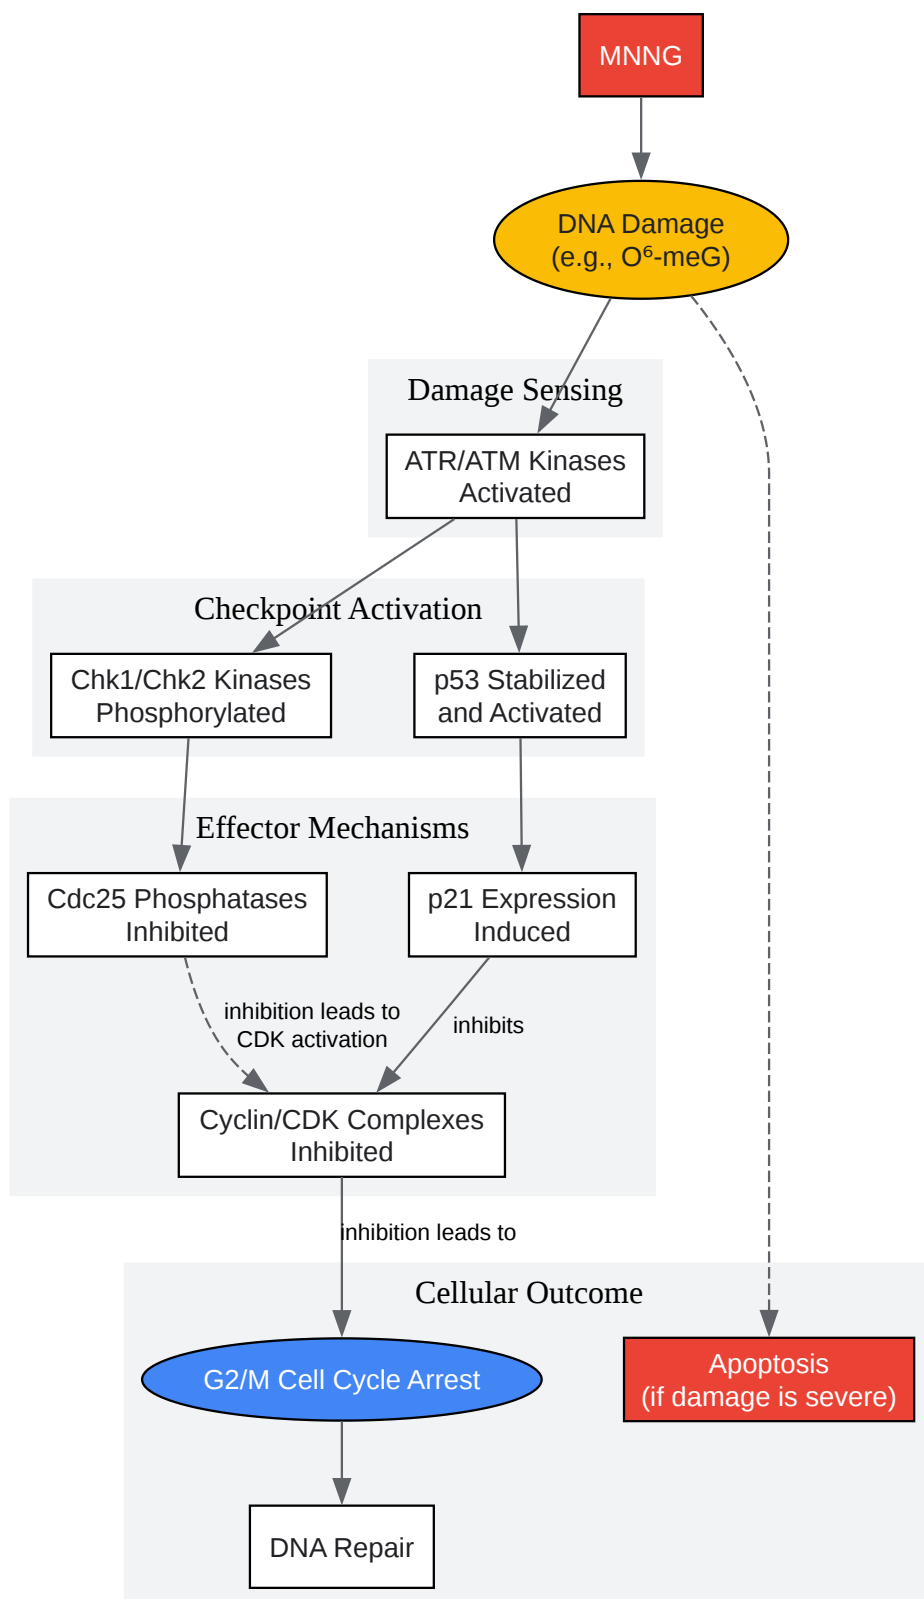 MNNG
DNA Damage
(e.g., O⁶-meG)
Damage Sensing
ATR/ATM Kinases
Activated
Checkpoint Activation
Chk1/Chk2 Kinases
Phosphorylated
p53 Stabilized
and Activated
Effector Mechanisms
Cdc25 Phosphatases
Inhibited
p21 Expression
Induced
inhibition leads to
CDK activation
inhibits
Cyclin/CDK Complexes
Inhibited
inhibition leads to
Cellular Outcome
G2/M Cell Cycle Arrest
Apoptosis
(if damage is severe)
DNA Repair